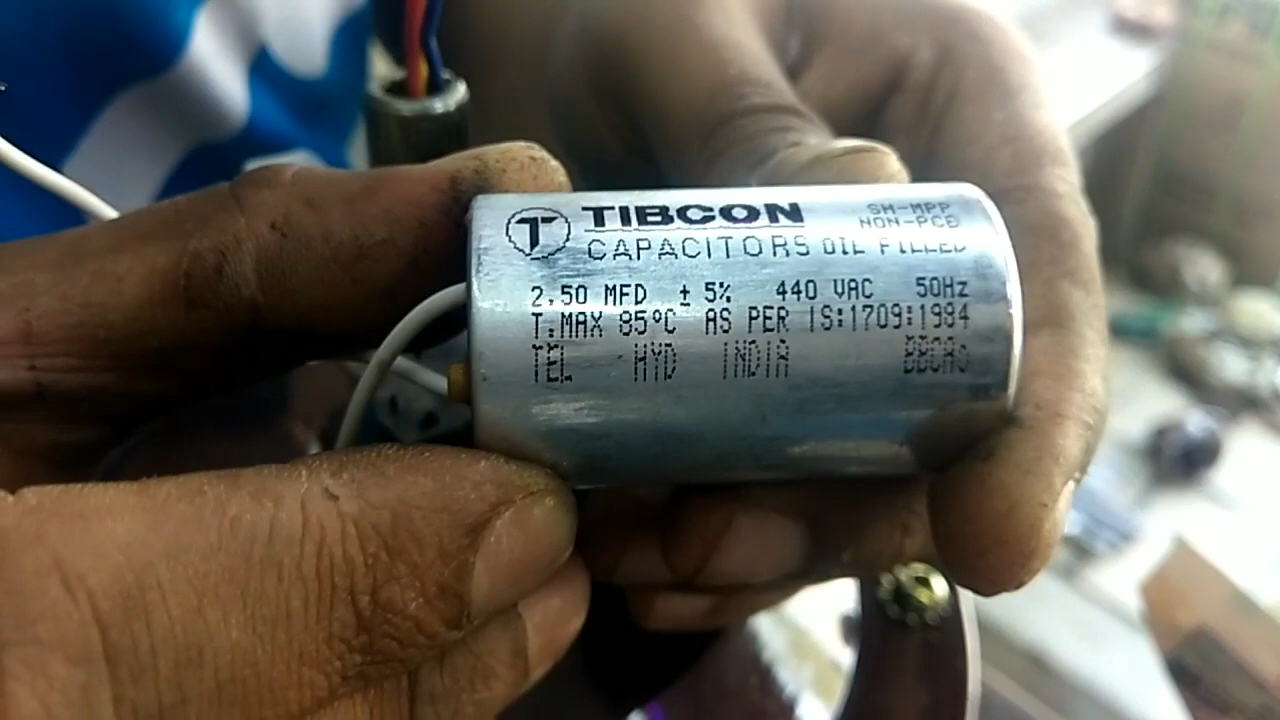 T TIBCON SH-MPP
NON-PCB
CAPACITORS OIL FILLED
2.50 MFD ± 5% 440 VAC 50Hz
T.MAX 85°C AS PER IS:1709:1984
TEL HYD INDIA